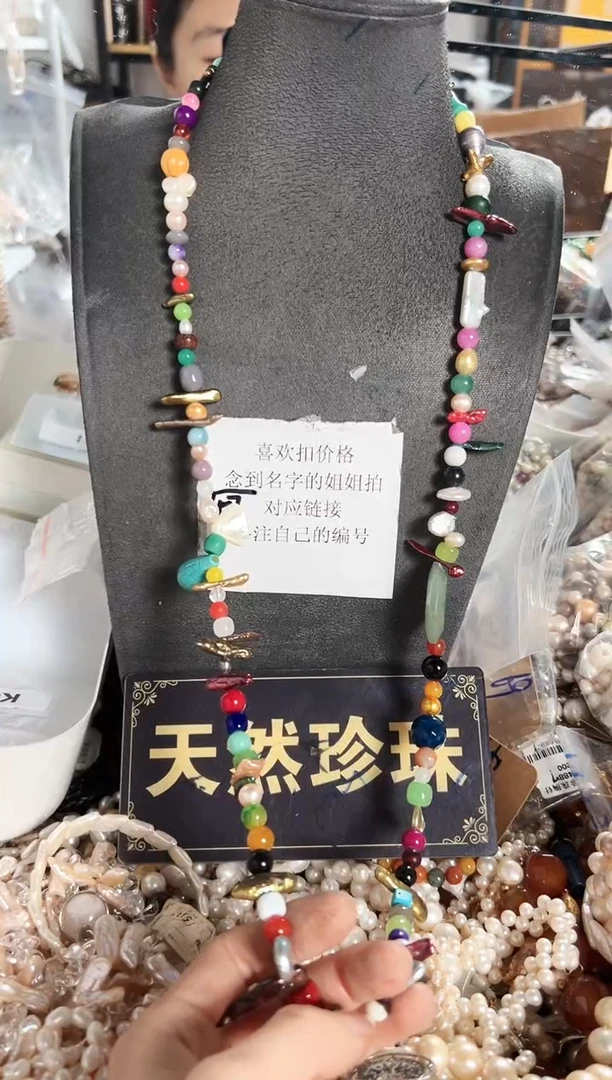 喜欢扣价格
念到名字的姐姐拍
对应链接
注自己的编号
天然珍珠